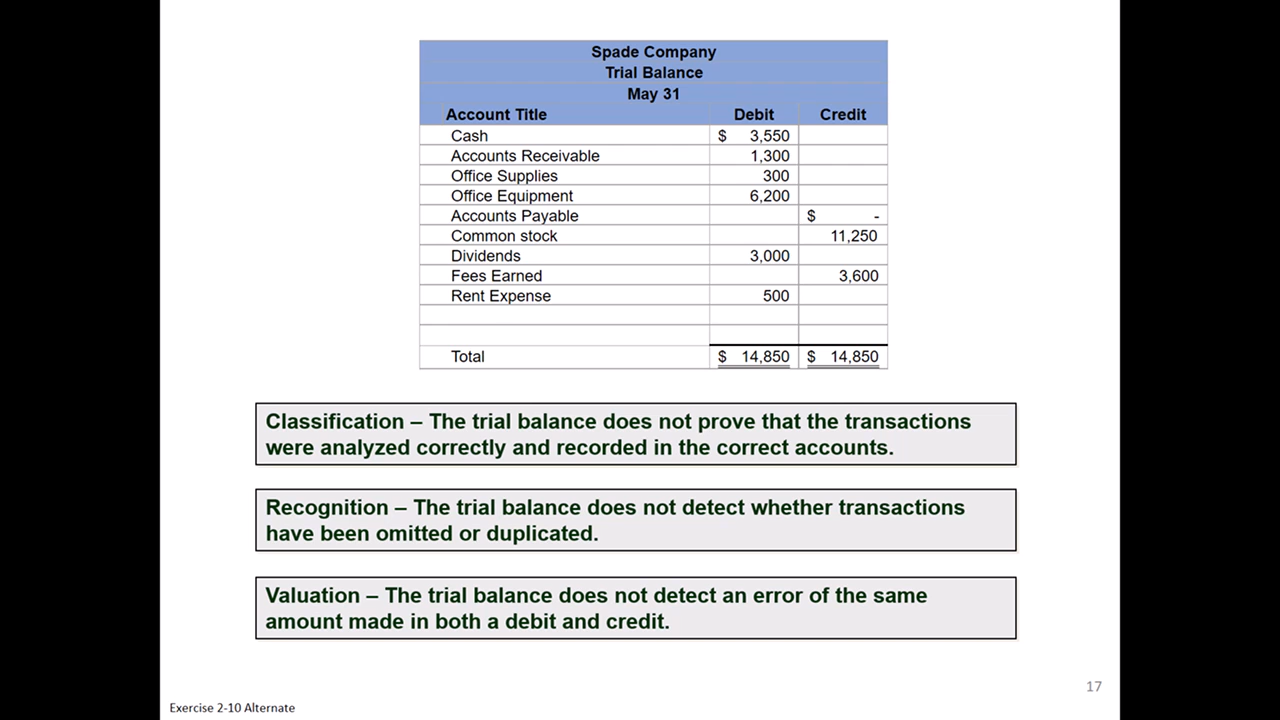 Spade Company
Trial Balance
May 31
Account Title Debit Credit
Cash $ 3,550
Accounts Receivable 1,300
Office Supplies 300
Office Equipment 6,200
Accounts Payable $ -
Common stock 11,250
Dividends 3,000
Fees Earned 3,600
Rent Expense 500
Total $ 14,850 $ 14,850
Classification – The trial balance does not prove that the transactions
were analyzed correctly and recorded in the correct accounts.
Recognition – The trial balance does not detect whether transactions
have been omitted or duplicated.
Valuation – The trial balance does not detect an error of the same
amount made in both a debit and credit.
17
Exercise 2-10 Alternate